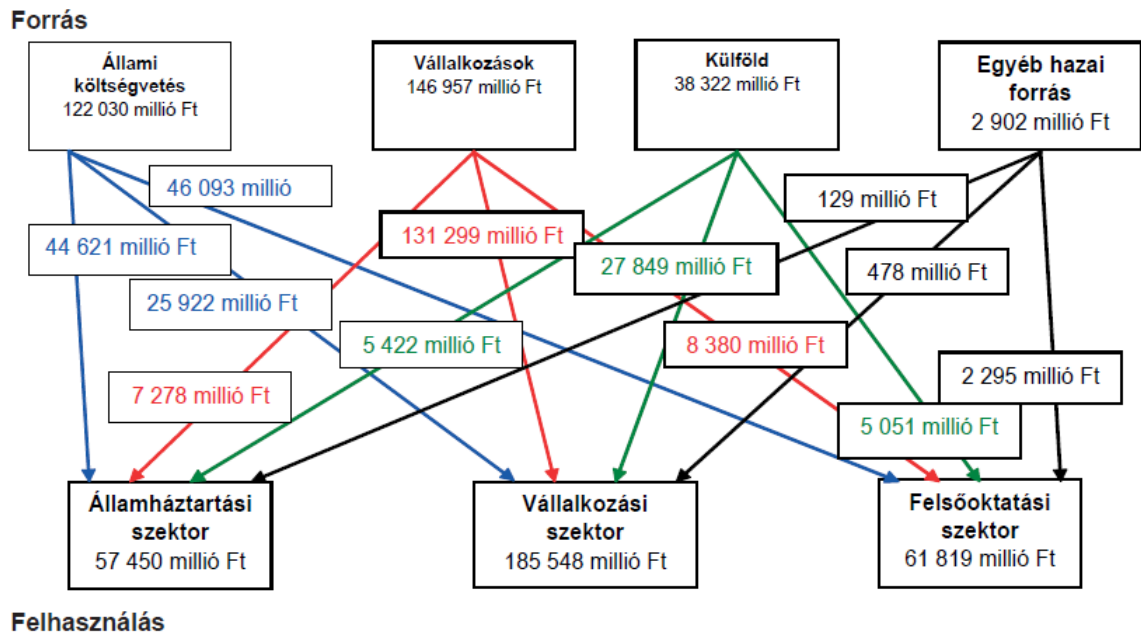 Forrás
Állami
költségvetés
122 030 millió Ft
Vállalkozások
146 957 millió Ft
Külföld
38 322 millió Ft
Egyéb hazai
forrás
2 902 millió Ft
46 093 millió
129 millió Ft
44 621 millió Ft
131 299 millió Ft
27 849 millió Ft
478 millió Ft
25 922 millió Ft
5 422 millió Ft
8 380 millió Ft
7 278 millió Ft
2 295 millió Ft
5 051 millió Ft
Államháztartási
szektor
57 450 millió Ft
Vállalkozási
szektor
185 548 millió Ft
Felsőoktatási
szektor
61 819 millió Ft
Felhasználás